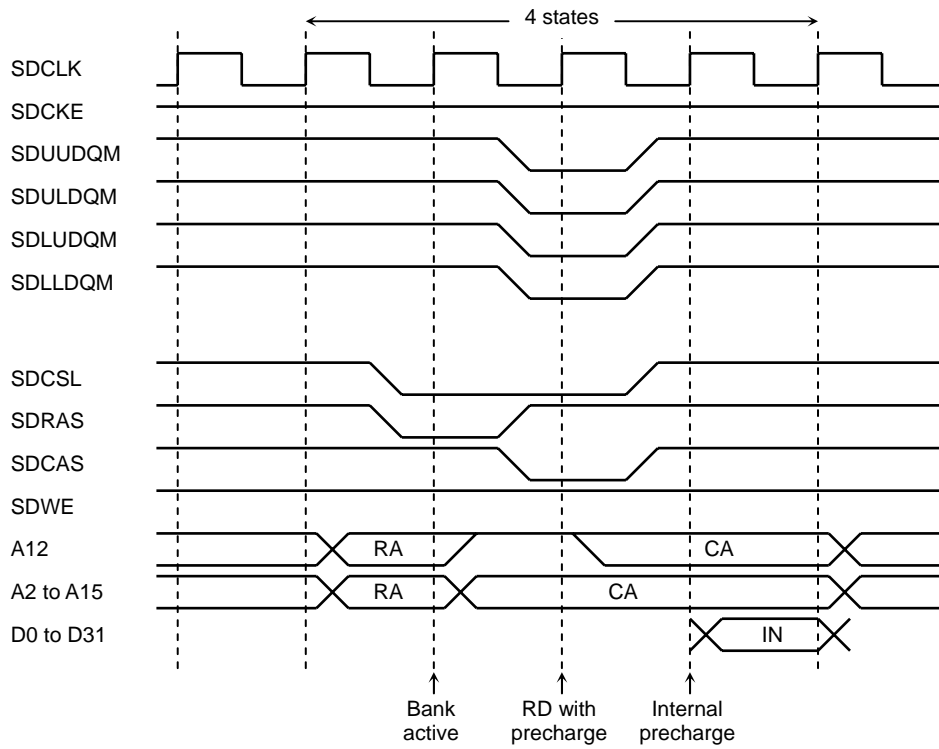 4 states
SDCLK
SDCKE
SDUUDQM
SDULDQM
SDLUDQM
SDLLDQM
SDCSL
SDRAS
SDCAS
SDWE
A12 RA CA
A2 to A15 RA CA
D0 to D31 IN
Bank active
RD with precharge
Internal precharge